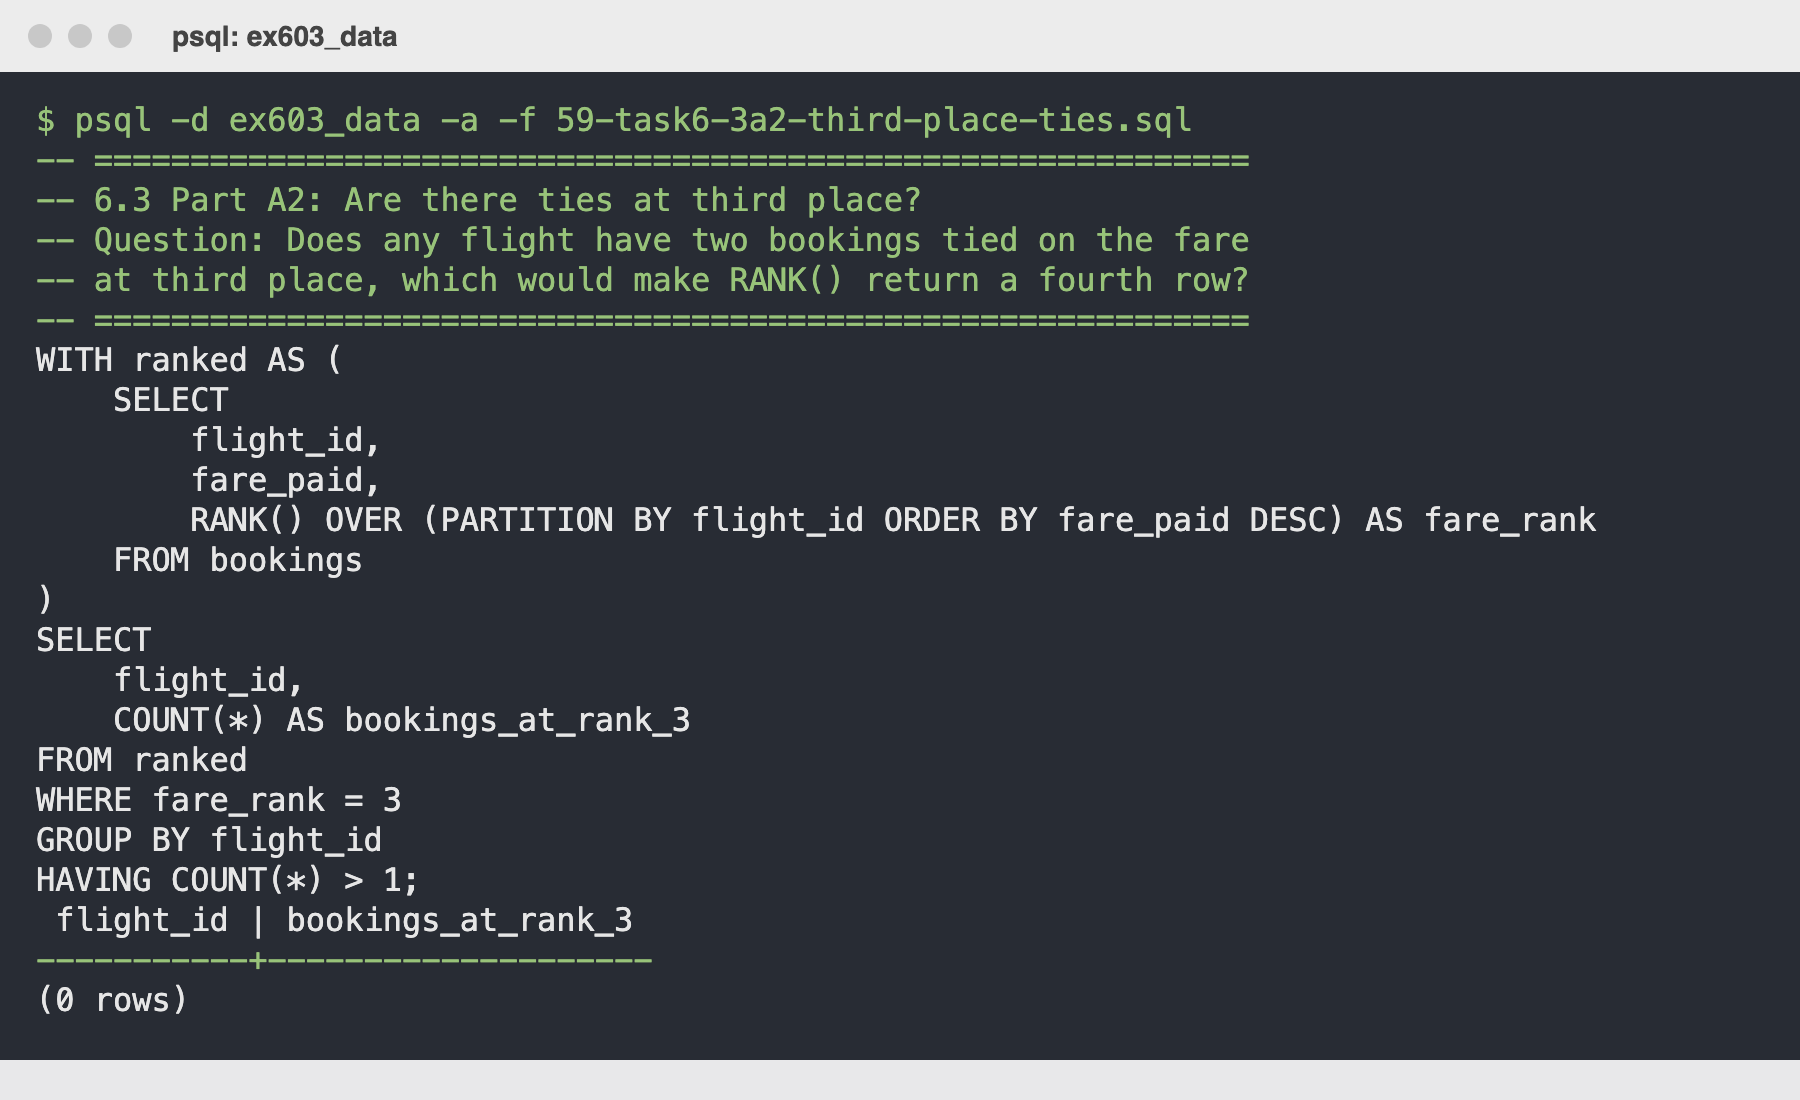 psql: ex603_data
$ psql -d ex603_data -a -f 59-task6-3a2-third-place-ties.sql
-- ============================================================
-- 6.3 Part A2: Are there ties at third place?
-- Question: Does any flight have two bookings tied on the fare
-- at third place, which would make RANK() return a fourth row?
-- ============================================================
WITH ranked AS (
    SELECT
        flight_id,
        fare_paid,
        RANK() OVER (PARTITION BY flight_id ORDER BY fare_paid DESC) AS fare_rank
    FROM bookings
)
SELECT
    flight_id,
    COUNT(*) AS bookings_at_rank_3
FROM ranked
WHERE fare_rank = 3
GROUP BY flight_id
HAVING COUNT(*) > 1;
 flight_id | bookings_at_rank_3
-----------+--------------------
(0 rows)